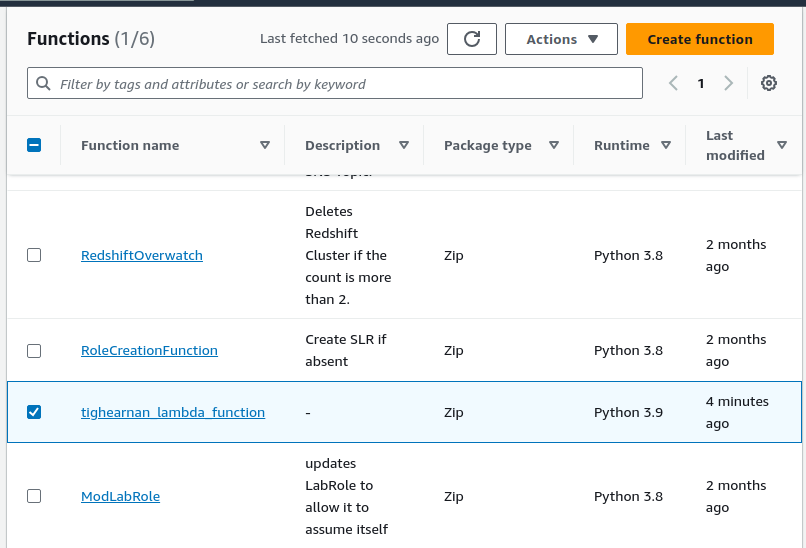 Functions (1/6)
Last fetched 10 seconds ago
Actions
Create function
Filter by tags and attributes or search by keyword
1
Function name
Description
Package type
Runtime
Last
modified
RedshiftOverwatch
Deletes
Redshift
Cluster if the
count is more
than 2.
Zip
Python 3.8
2 months
ago
RoleCreationFunction
Create SLR if
absent
Zip
Python 3.8
2 months
ago
tighearnan_lambda_function
-
Zip
Python 3.9
4 minutes
ago
ModLabRole
updates
LabRole to
allow it to
assume itself
Zip
Python 3.8
2 months
ago